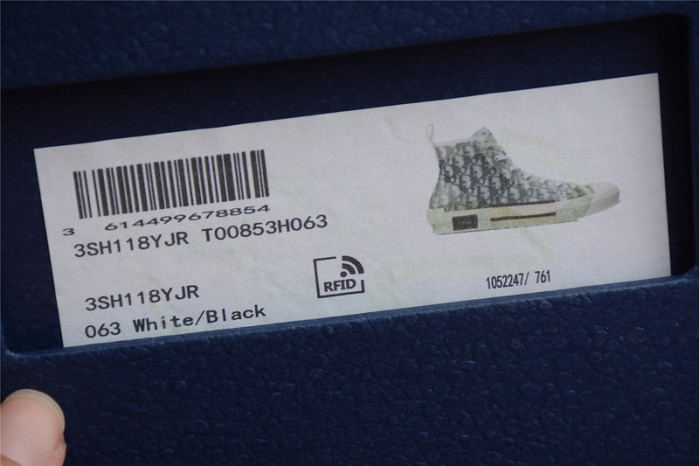 3 614499678854
3SH118YJR T00853H063
RFID
3SH118YJR
063 White/Black
1052247/ 761